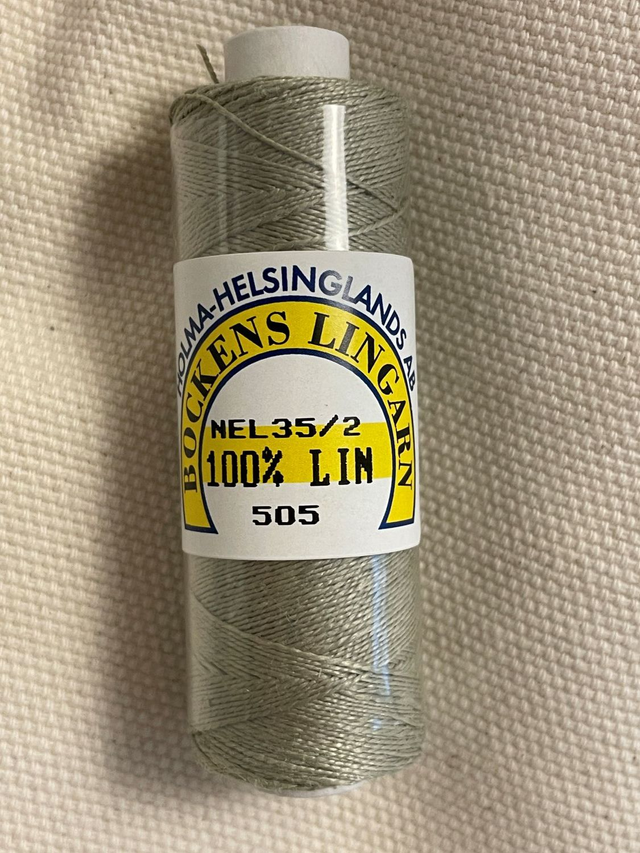 HOLMA-HELSINGLANDS AB
BOCKENS LINGARN
NEL35/2
100% LIN
505